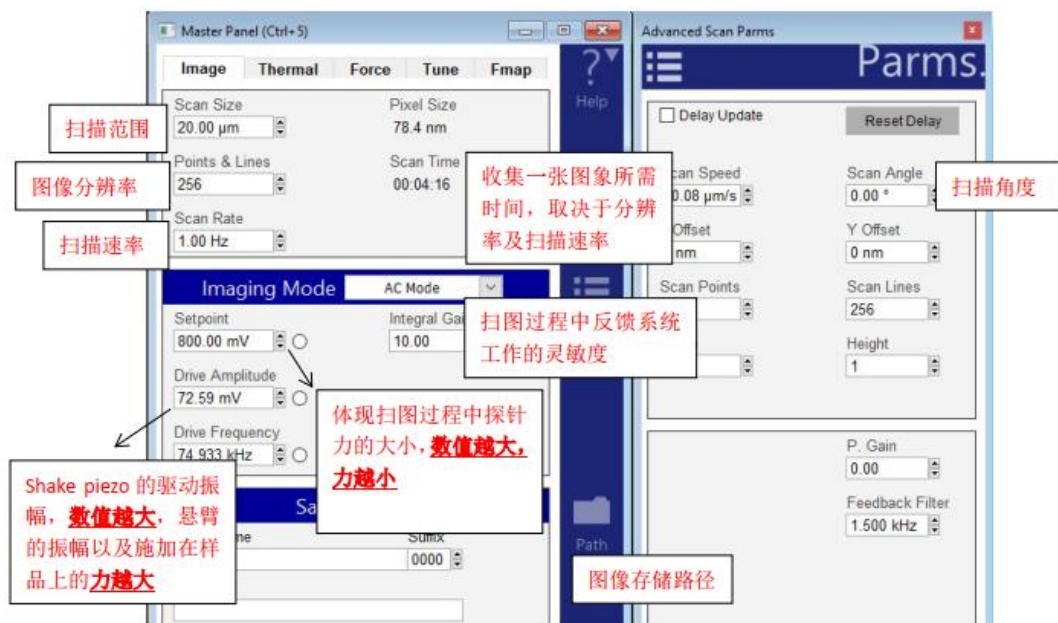 Master Panel (Ctrl+5)
Advanced Scan Parms
Image Thermal Force Tune Fmap
?
Help
Parms.
Scan Size
Pixel Size
20.00 μm
78.4 nm
扫描范围
Delay Update
Reset Delay
Points & Lines
Scan Time
256
00:04:16
图像分辨率
收集一张图象所需
时间，取决于分辨
率及扫描速率
Scan Speed
Scan Angle
0.08 μm/s
0.00 °
扫描角度
Scan Rate
1.00 Hz
扫描速率
Offset
Y Offset
nm
0 nm
Imaging Mode
AC Mode
Scan Points
Scan Lines
256
Setpoint
Integral Gai
800.00 mV
10.00
扫图过程中反馈系统
工作的灵敏度
Height
1
Drive Amplitude
72.59 mV
体现扫图过程中探针
力的大小，数值越大，
力越小
Drive Frequency
74.933 kHz
P. Gain
0.00
Shake piezo 的驱动振
幅，数值越大，悬臂
的振幅以及施加在样
品上的力越大
Feedback Filter
1.500 kHz
Sa
me
Suffix
0000
Path
图像存储路径